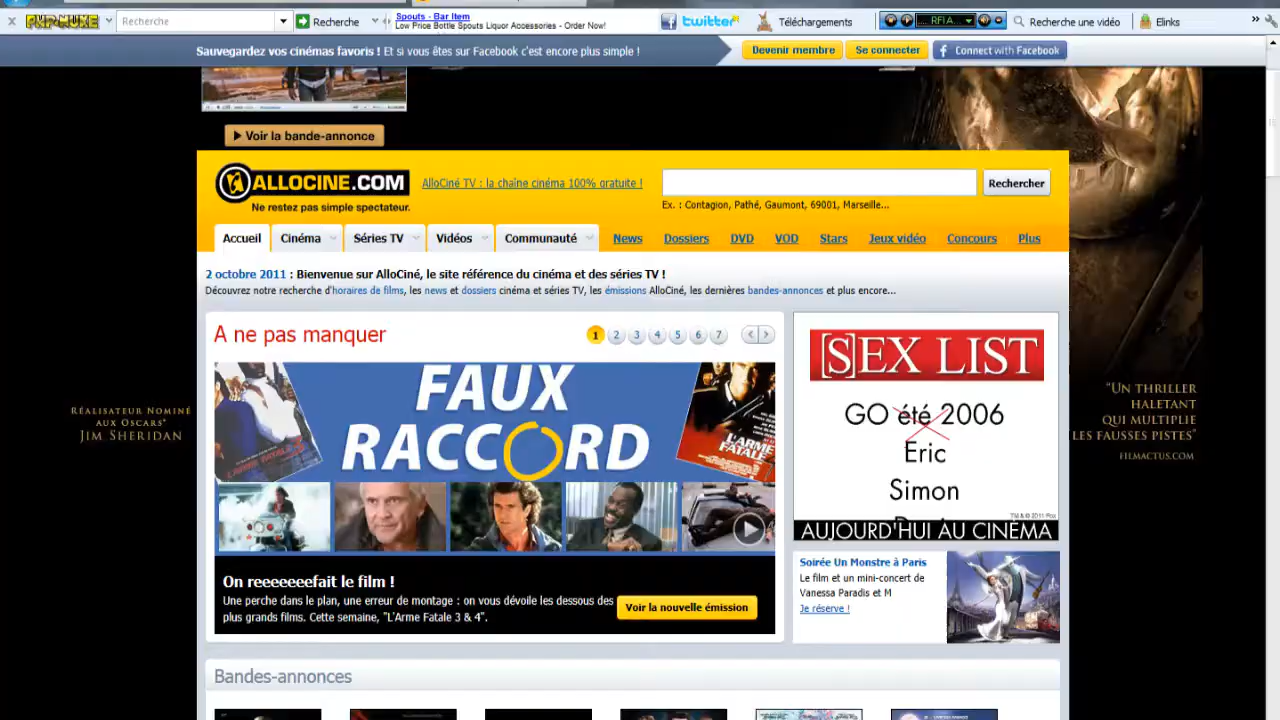 Recherche
Recherche
Spouts - Bar Item
Low Price Bottle Spouts Liquor Accessories - Order Now!
twitter
Téléchargements
RFI A...
Recherche une vidéo
Elinks
»
Sauvegardez vos cinémas favoris ! Et si vous êtes sur Facebook c'est encore plus simple !
Devenir membre
Se connecter
f Connect with Facebook
Voir la bande-annonce
ALLOCINE.COM
Ne restez pas simple spectateur.
AlloCiné TV : la chaîne cinéma 100% gratuite !
Rechercher
Ex. : Contagion, Pathé, Gaumont, 69001, Marseille...
Accueil
Cinéma
Séries TV
Vidéos
Communauté
News
Dossiers
DVD
VOD
Stars
Jeux vidéo
Concours
Plus
2 octobre 2011 : Bienvenue sur AlloCiné, le site référence du cinéma et des séries TV !
Découvrez notre recherche d'horaires de films, les news et dossiers cinéma et séries TV, les émissions AlloCiné, les dernières bandes-annonces et plus encore...
A ne pas manquer
1 2 3 4 5 6 7
FAUX
RACCORD
L'ARME FATALE
On reeeeeeefait le film !
Une perche dans le plan, une erreur de montage : on vous dévoile les dessous des
plus grands films. Cette semaine, "L'Arme Fatale 3 & 4".
Voir la nouvelle émission
[S]EX LIST
GO été 2006
Eric
Simon
TM & © 2011 Fox
AUJOURD'HUI AU CINÉMA
Soirée Un Monstre à Paris
Le film et un mini-concert de
Vanessa Paradis et M
Je réserve !
Réalisateur Nominé
aux Oscars*
Jim Sheridan
"Un thriller
haletant
qui multiplie
les fausses pistes"
filmactus.com
Bandes-annonces